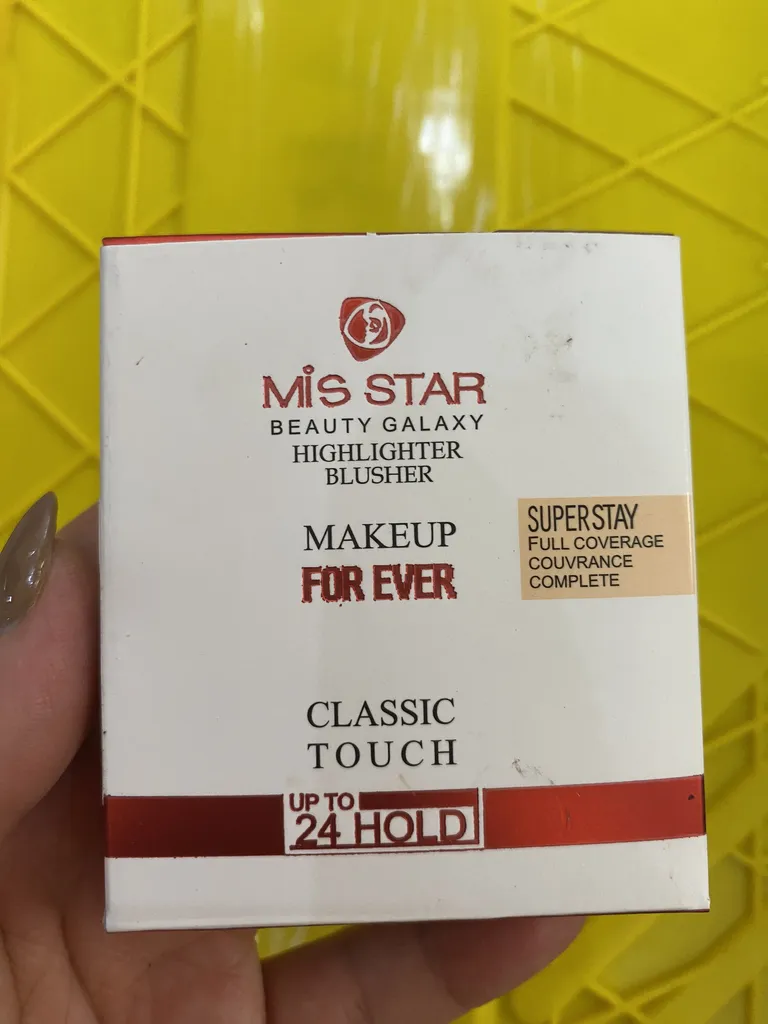 MiS STAR
BEAUTY GALAXY
HIGHLIGHTER
BLUSHER
MAKEUP
FOR EVER
SUPERSTAY
FULL COVERAGE
COUVRANCE
COMPLETE
CLASSIC
TOUCH
UP TO
24 HOLD